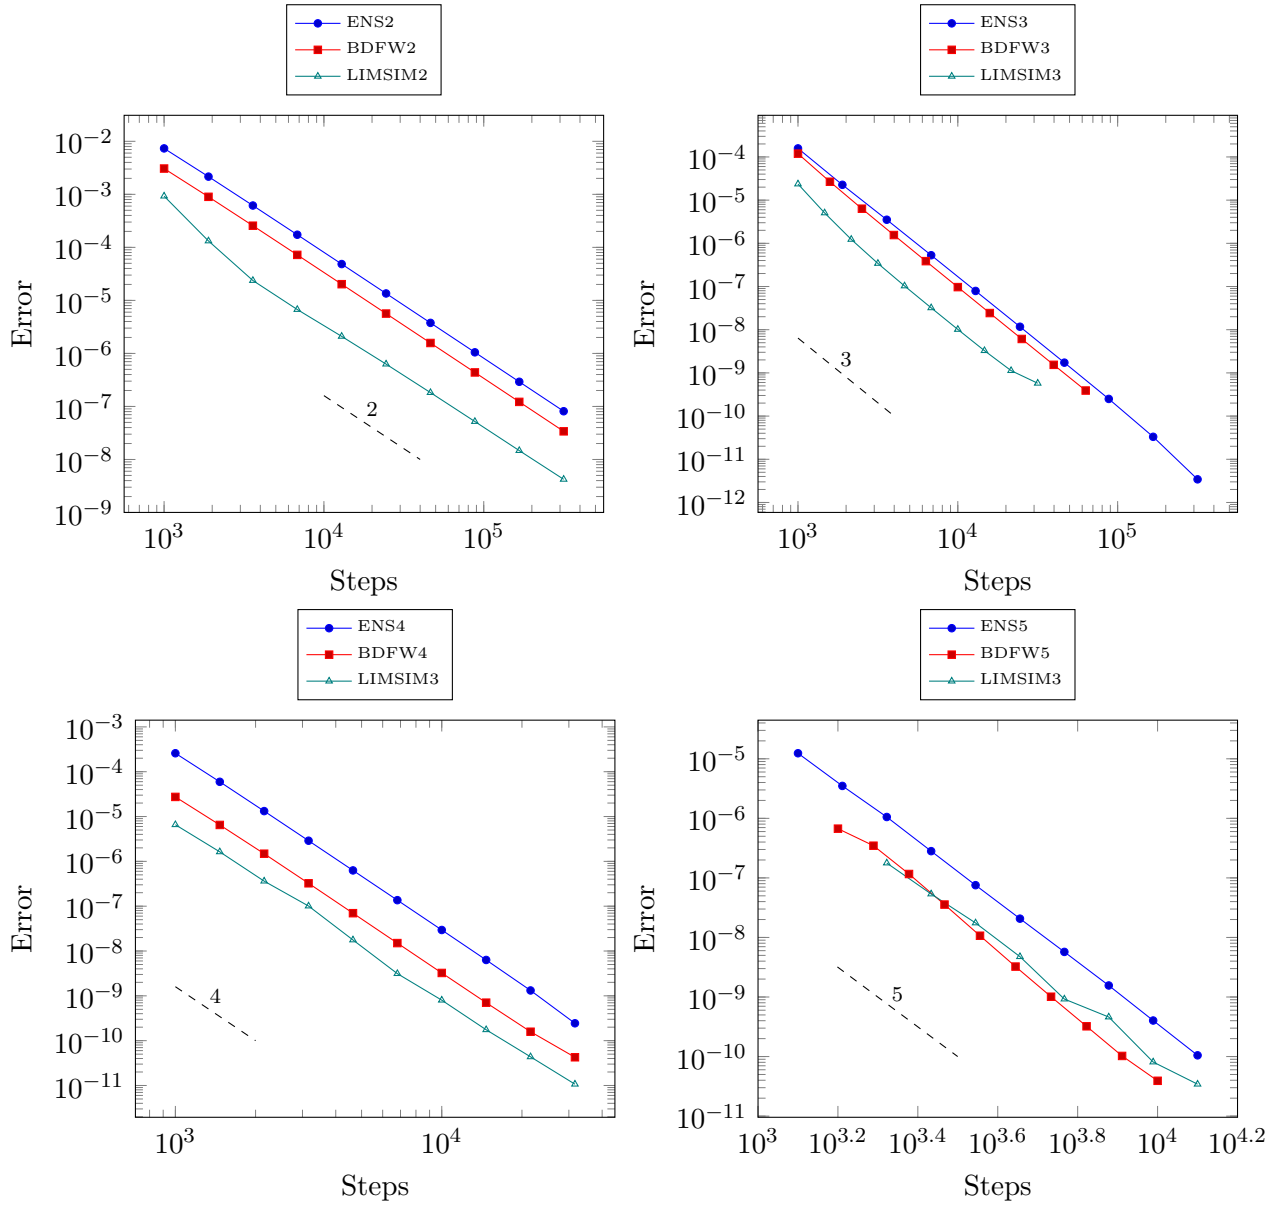 ENS2
BDFW2
LIMSIM2
10^−2
10^−3
10^−4
10^−5
10^−6
10^−7
10^−8
10^−9
Error
2
10^3 10^4 10^5
Steps
ENS3
BDFW3
LIMSIM3
10^−4
10^−5
10^−6
10^−7
10^−8
10^−9
10^−10
10^−11
10^−12
Error
3
10^3 10^4 10^5
Steps
ENS4
BDFW4
LIMSIM3
10^−3
10^−4
10^−5
10^−6
10^−7
10^−8
10^−9
10^−10
10^−11
Error
4
10^3 10^4
Steps
ENS5
BDFW5
LIMSIM3
10^−5
10^−6
10^−7
10^−8
10^−9
10^−10
10^−11
Error
5
10^3 10^3.2 10^3.4 10^3.6 10^3.8 10^4 10^4.2
Steps